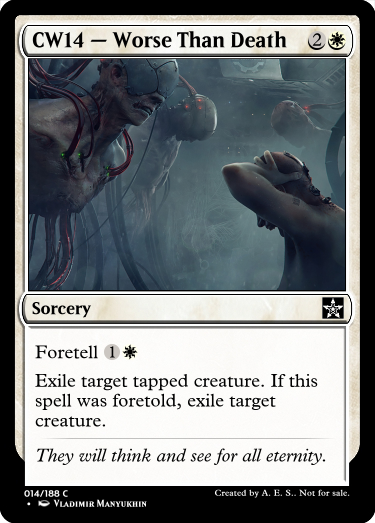 CW14 — Worse Than Death 2
Sorcery
Foretell 1
Exile target tapped creature. If this
spell was foretold, exile target
creature.
They will think and see for all eternity.
014/188 C
Created by A. E. S.. Not for sale.
• Vladimir Manyukhin